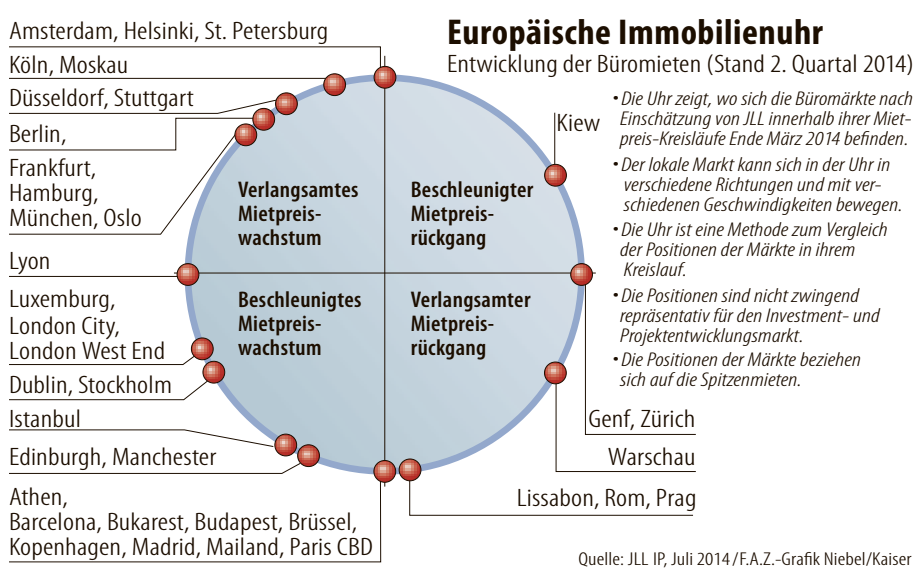 Europäische Immobilienuhr
Entwicklung der Büromieten (Stand 2. Quartal 2014)
Amsterdam, Helsinki, St. Petersburg
Köln, Moskau
Düsseldorf, Stuttgart
Berlin,
Frankfurt,
Hamburg,
München, Oslo
Lyon
Luxemburg,
London City,
London West End
Dublin, Stockholm
Istanbul
Edinburgh, Manchester
Athen,
Barcelona, Bukarest, Budapest, Brüssel,
Kopenhagen, Madrid, Mailand, Paris CBD
Verlangsamtes
Mietpreis-
wachstum
Beschleunigter
Mietpreis-
rückgang
Beschleunigtes
Mietpreis-
wachstum
Verlangsamter
Mietpreis-
rückgang
Kiew
Genf, Zürich
Warschau
Lissabon, Rom, Prag
• Die Uhr zeigt, wo sich die Büromärkte nach
Einschätzung von JLL innerhalb ihrer Miet-
preis-Kreisläufe Ende März 2014 befinden.
• Der lokale Markt kann sich in der Uhr in
verschiedene Richtungen und mit ver-
schiedenen Geschwindigkeiten bewegen.
• Die Uhr ist eine Methode zum Vergleich
der Positionen der Märkte in ihrem
Kreislauf.
• Die Positionen sind nicht zwingend
repräsentativ für den Investment- und
Projektentwicklungsmarkt.
• Die Positionen der Märkte beziehen
sich auf die Spitzenmieten.
Quelle: JLL IP, Juli 2014/F.A.Z.-Grafik Niebel/Kaiser